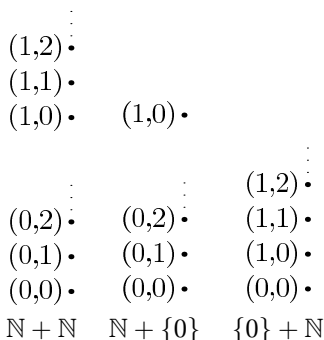 (1,2)
(1,1)
(1,0) (1,0)
(1,2)
(0,2) (0,2) (1,1)
(0,1) (0,1) (1,0)
(0,0) (0,0) (0,0)
ℕ + ℕ ℕ + {0} {0} + ℕ